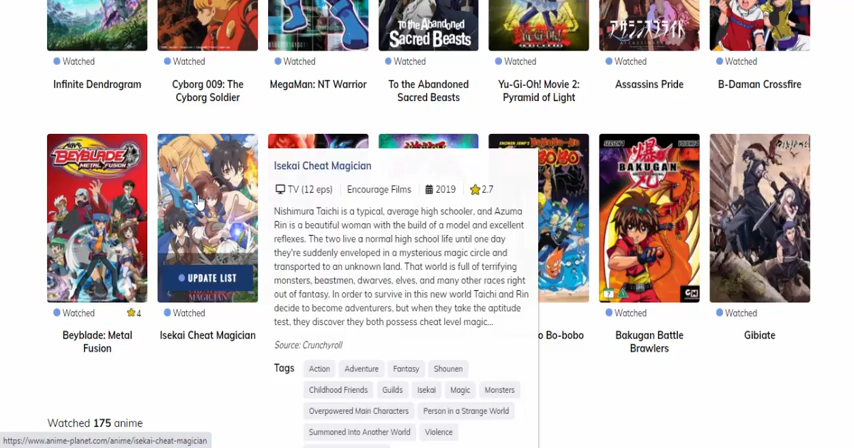 To the Abandoned
Sacred Beasts
Watched
Watched
Watched
Watched
Watched
Watched
Watched
Infinite Dendrogram
Cyborg 009: The
Cyborg Soldier
MegaMan: NT Warrior
To the Abandoned
Sacred Beasts
Yu-Gi-Oh! Movie 2:
Pyramid of Light
Assassins Pride
B-Daman Crossfire
BEYBLADE
METAL FUSION
BAKUGAN
UPDATE LIST
MAGICIAN
Isekai Cheat Magician
TV (12 eps)
Encourage Films
2019
2.7
Nishimura Taichi is a typical, average high schooler, and Azuma
Rin is a beautiful woman with the build of a model and excellent
reflexes. The two live a normal high school life until one day
they're suddenly enveloped in a mysterious magic circle and
transported to an unknown land. That world is full of terrifying
monsters, beastmen, dwarves, elves, and many other races right
out of fantasy. In order to survive in this new world Taichi and Rin
decide to become adventurers, but when they take the aptitude
test, they discover they both possess cheat level magic...
Source: Crunchyroll
Tags
Action
Adventure
Fantasy
Shounen
Childhood Friends
Guilds
Isekai
Magic
Monsters
Overpowered Main Characters
Person in a Strange World
Summoned Into Another World
Violence
Watched
4
Watched
Watched
Watched
Beyblade: Metal
Fusion
Isekai Cheat Magician
o Bo-bobo
Bakugan Battle
Brawlers
Gibiate
Watched 175 anime
https://www.anime-planet.com/anime/isekai-cheat-magician